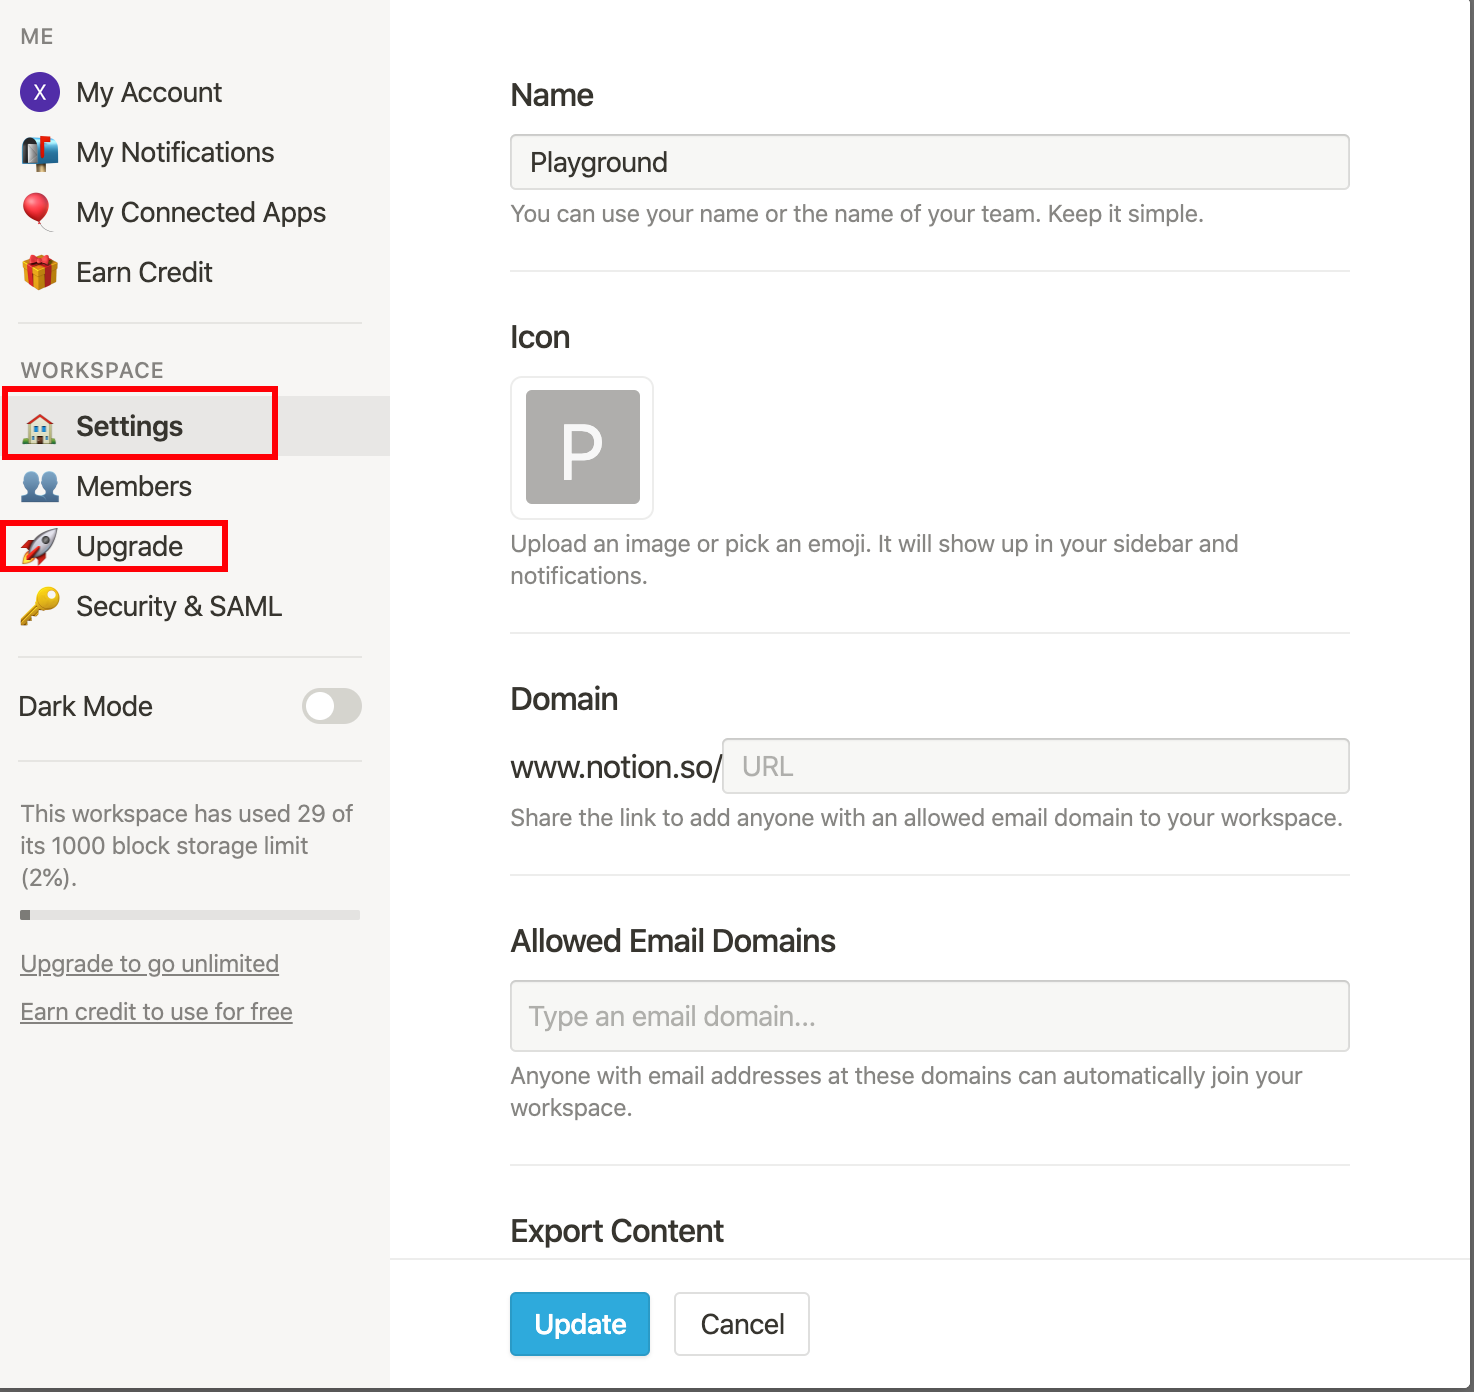 ME
X My Account
My Notifications
My Connected Apps
Earn Credit
WORKSPACE
Settings
Members
Upgrade
Security & SAML
Dark Mode
This workspace has used 29 of
its 1000 block storage limit
(2%).
Upgrade to go unlimited
Earn credit to use for free
Name
Playground
You can use your name or the name of your team. Keep it simple.
Icon
P
Upload an image or pick an emoji. It will show up in your sidebar and
notifications.
Domain
www.notion.so/ URL
Share the link to add anyone with an allowed email domain to your workspace.
Allowed Email Domains
Type an email domain...
Anyone with email addresses at these domains can automatically join your
workspace.
Export Content
Update Cancel